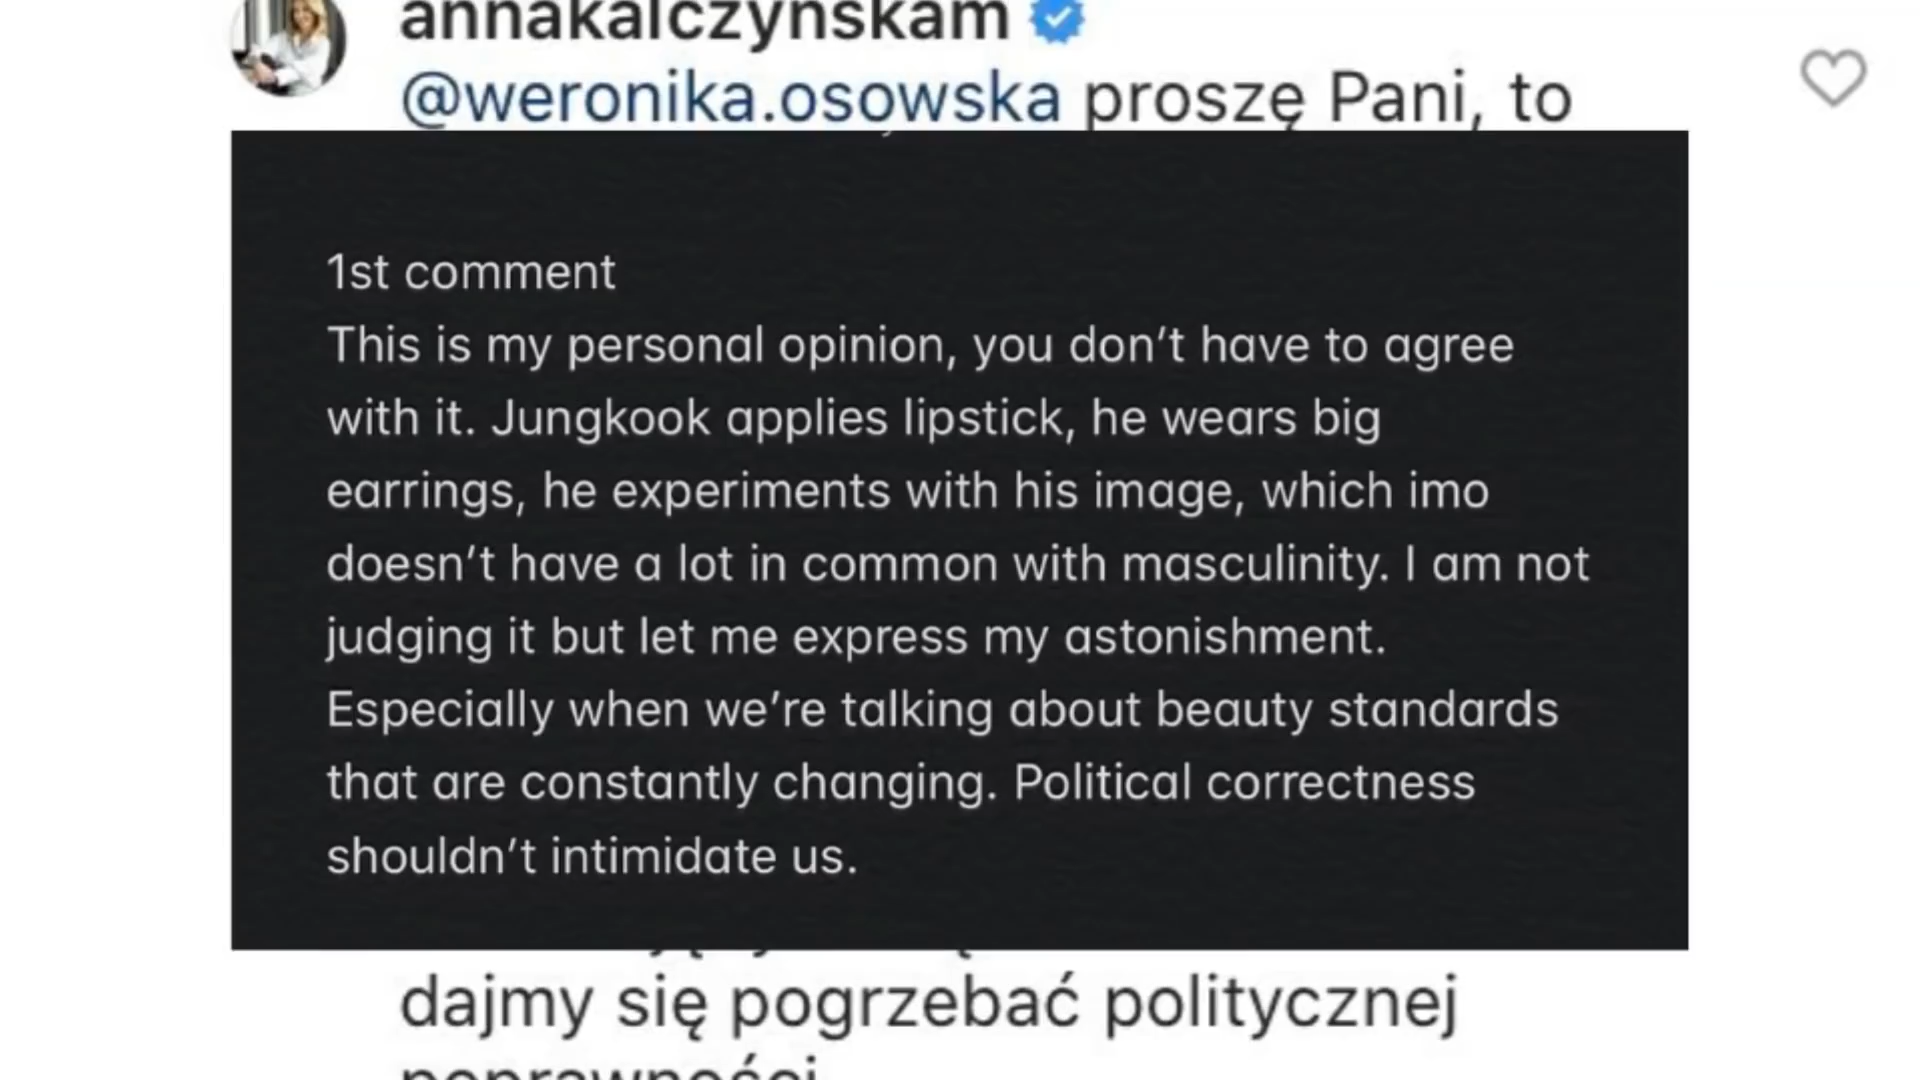 annakalczynskam
@weronika.osowska proszę Pani, to
1st comment
This is my personal opinion, you don’t have to agree
with it. Jungkook applies lipstick, he wears big
earrings, he experiments with his image, which imo
doesn’t have a lot in common with masculinity. I am not
judging it but let me express my astonishment.
Especially when we’re talking about beauty standards
that are constantly changing. Political correctness
shouldn’t intimidate us.
dajmy się pogrzebać politycznej
poprawności